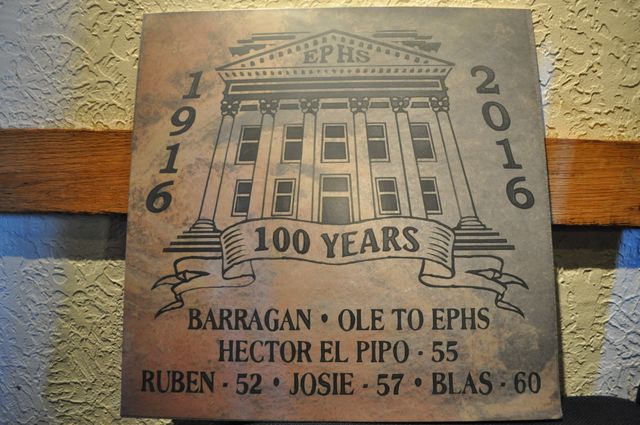 EPHS
1916
2016
100 YEARS
BARRAGAN • OLE TO EPHS
HECTOR EL PIPO - 55
RUBEN - 52 • JOSIE - 57 • BLAS - 60